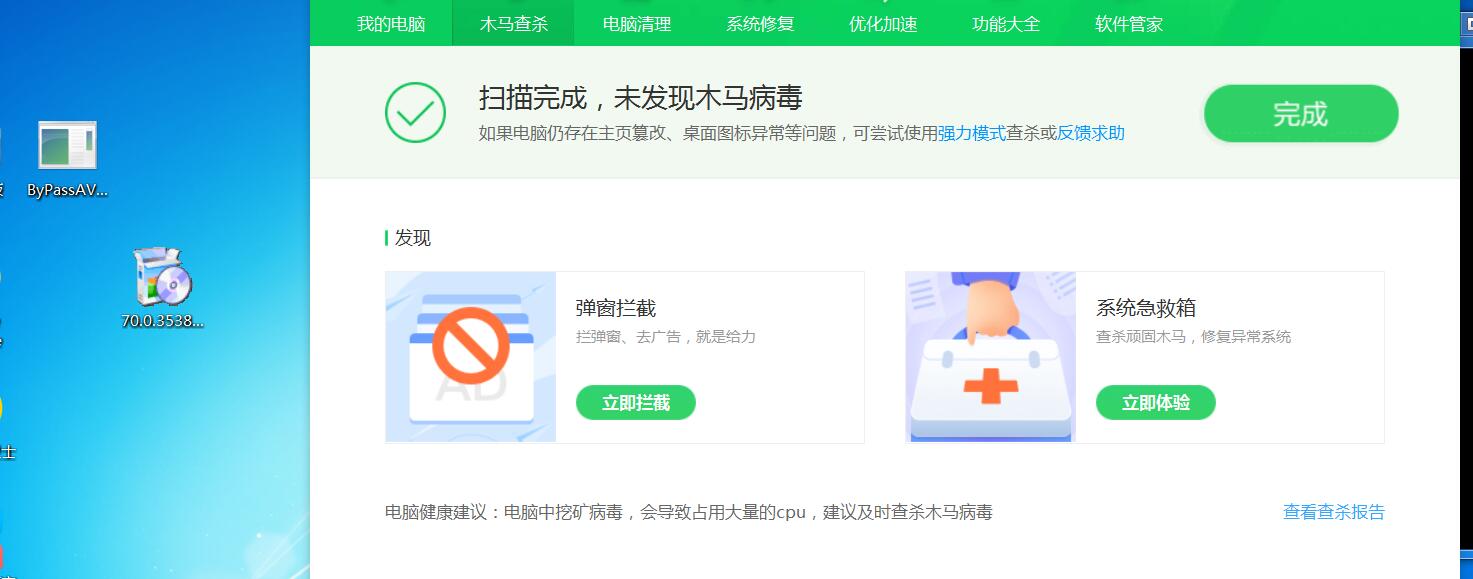 我的电脑 木马查杀 电脑清理 系统修复 优化加速 功能大全 软件管家
扫描完成，未发现木马病毒
完成
如果电脑仍存在主页篡改、桌面图标异常等问题，可尝试使用强力模式查杀或反馈求助
ByPassAV...
发现
70.0.3538...
AD
弹窗拦截
拦弹窗、去广告，就是给力
立即拦截
系统急救箱
查杀顽固木马，修复异常系统
立即体验
士
电脑健康建议：电脑中挖矿病毒，会导致占用大量的cpu，建议及时查杀木马病毒
查看查杀报告